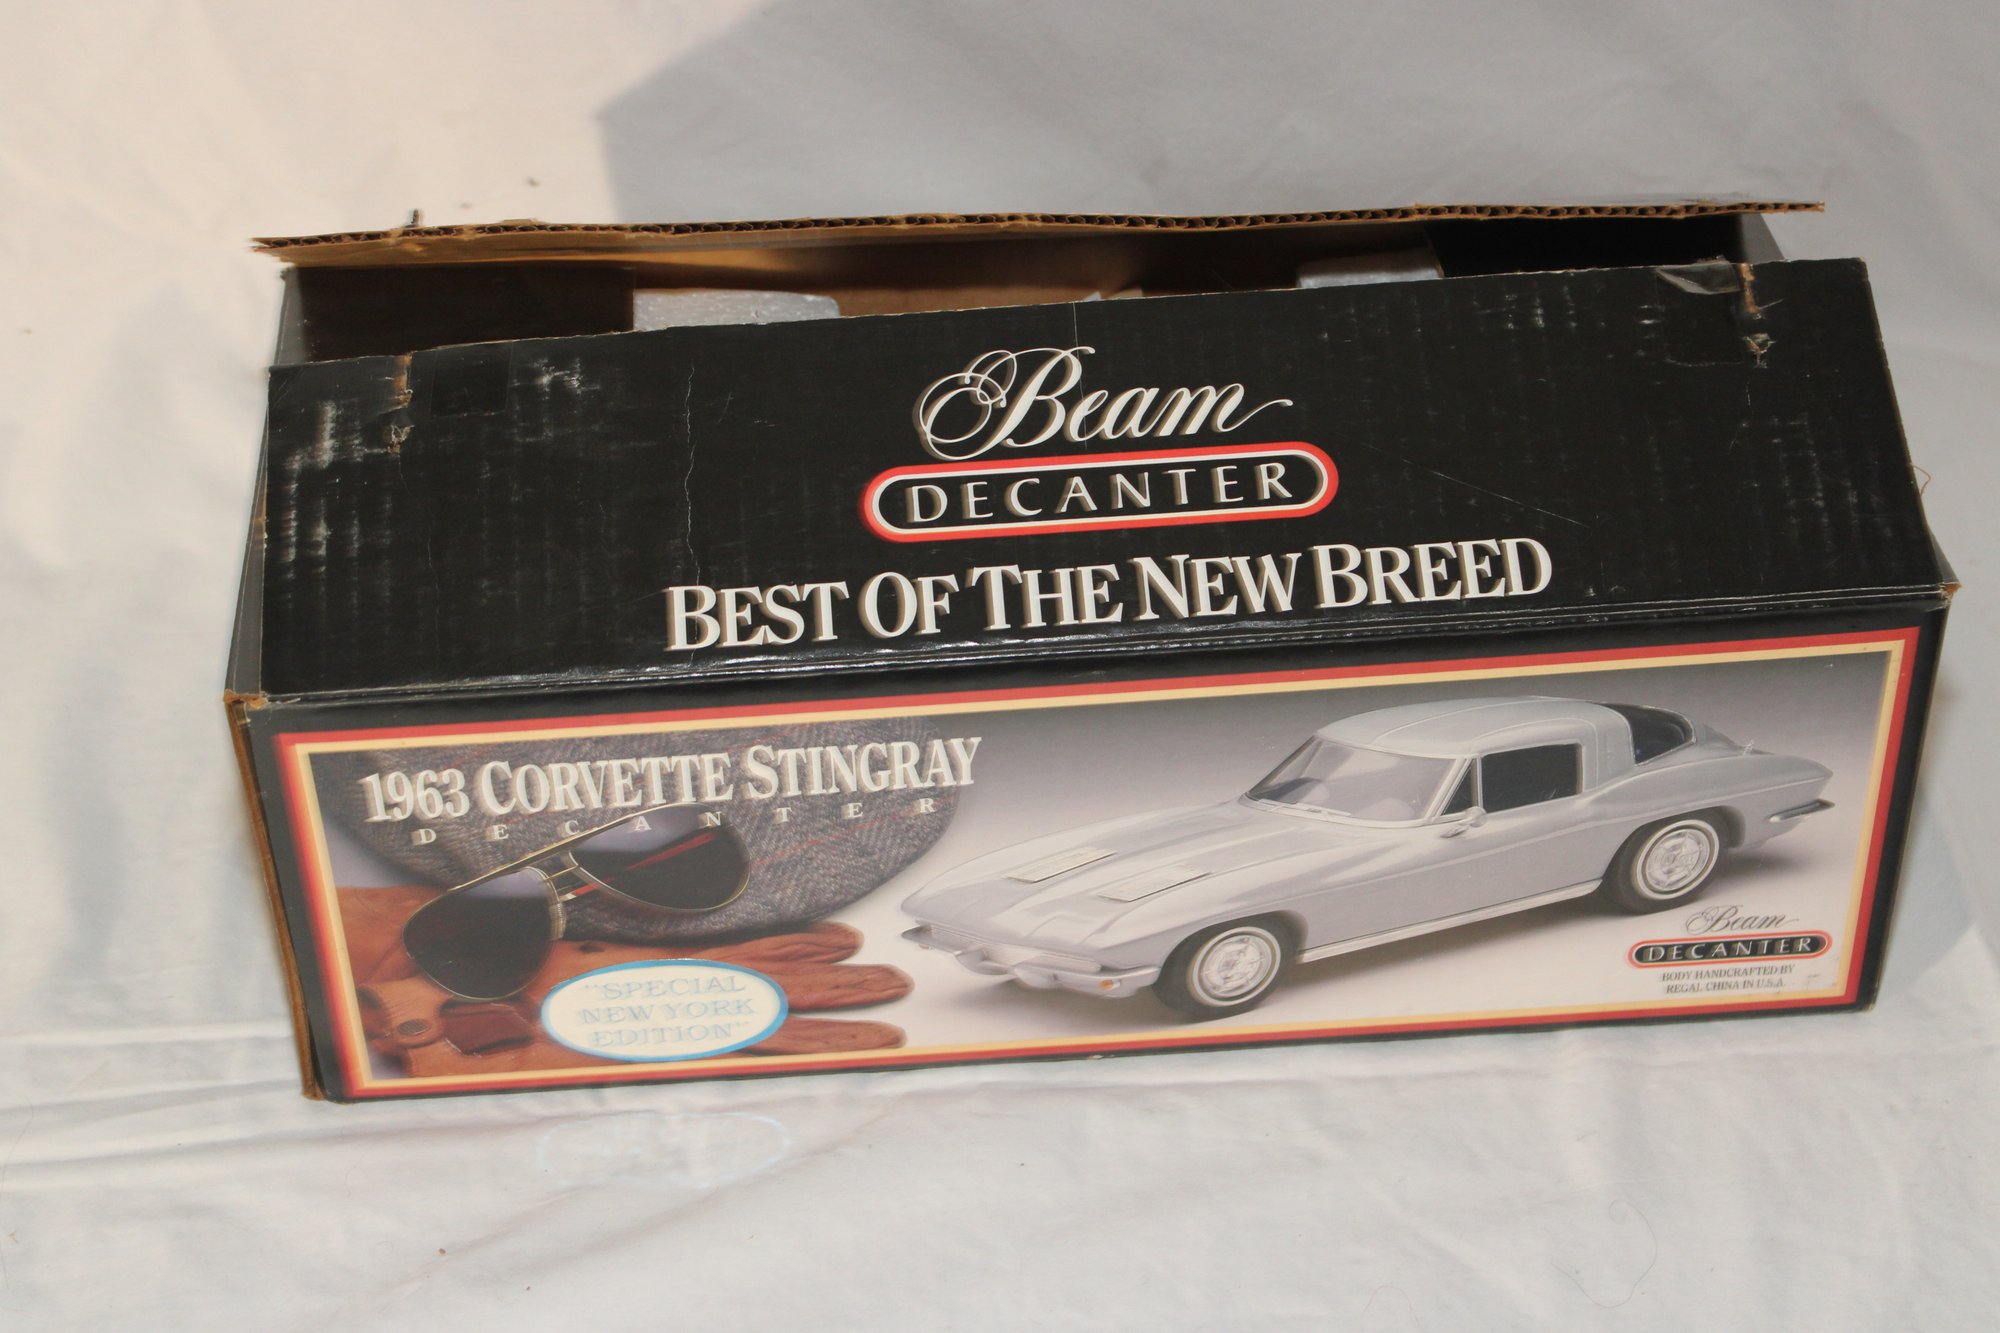 Beam
DECANTER
BEST OF THE NEW BREED
1963 CORVETTE STINGRAY
DECANTER
"SPECIAL
NEW YORK
EDITION"
Beam
DECANTER
BODY HANDCRAFTED BY
REGAL CHINA IN U.S.A.